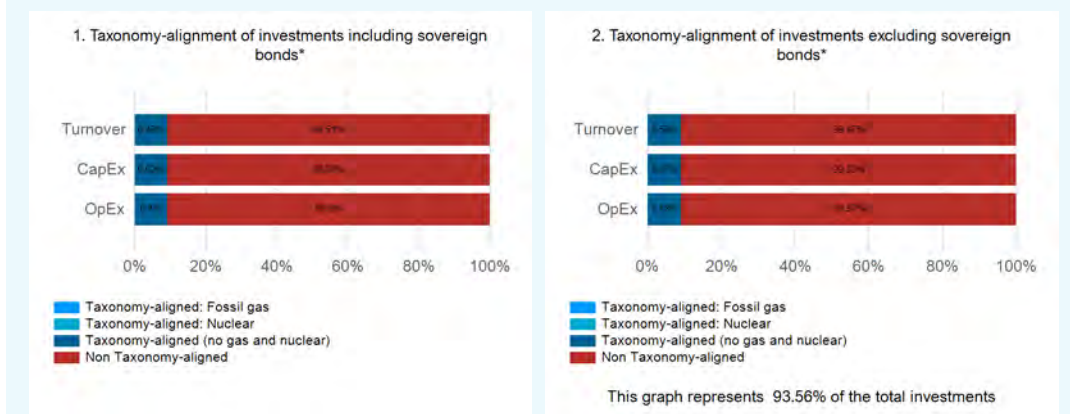 1. Taxonomy-alignment of investments including sovereign
bonds*
Turnover
CapEx
OpEx
0% 20% 40% 60% 80% 100%
Taxonomy-aligned: Fossil gas
Taxonomy-aligned: Nuclear
Taxonomy-aligned (no gas and nuclear)
Non Taxonomy-aligned
2. Taxonomy-alignment of investments excluding sovereign
bonds*
Turnover
CapEx
OpEx
0% 20% 40% 60% 80% 100%
Taxonomy-aligned: Fossil gas
Taxonomy-aligned: Nuclear
Taxonomy-aligned (no gas and nuclear)
Non Taxonomy-aligned
This graph represents 93.56% of the total investments